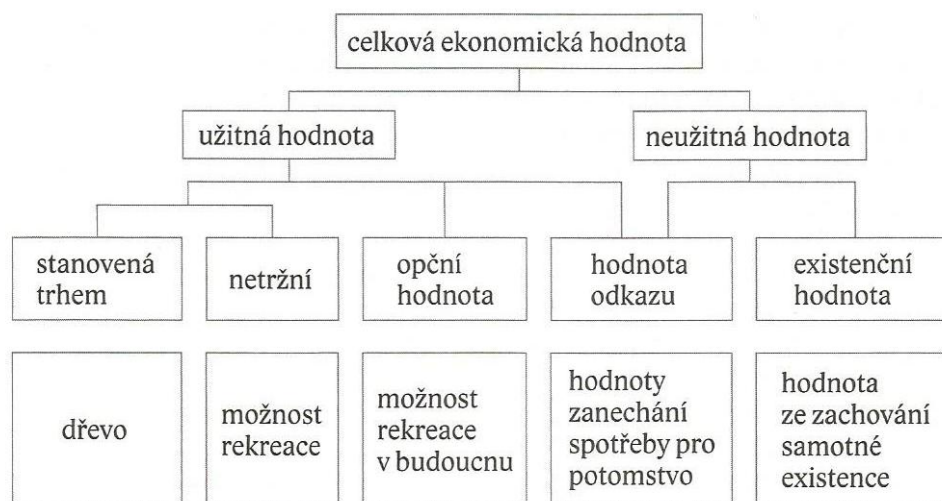 celková ekonomická hodnota
užitná hodnota
neužitná hodnota
stanovená
trhem
netržní
opční
hodnota
hodnota
odkazu
existenční
hodnota
dřevo
možnost
rekreace
možnost
rekreace
v budoucnu
hodnoty
zanechání
spotřeby pro
potomstvo
hodnota
ze zachování
samotné
existence